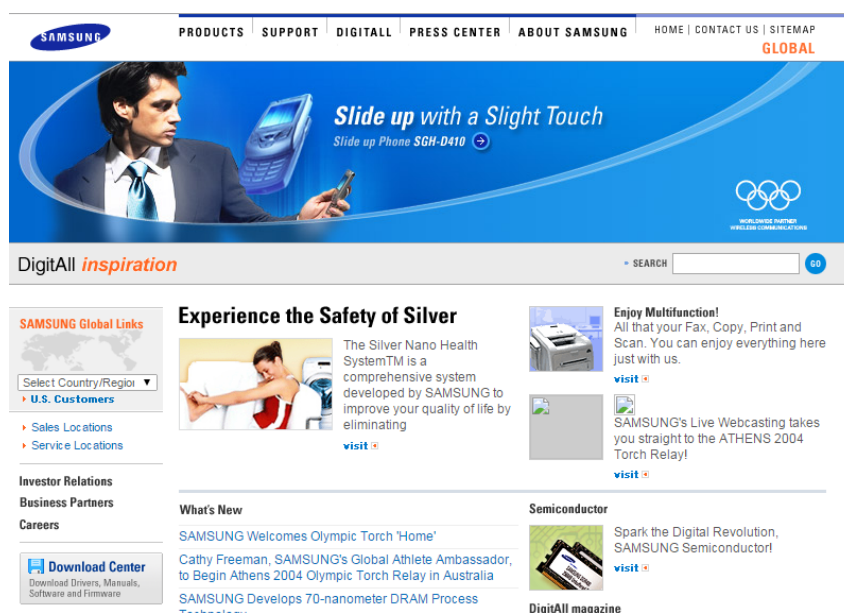 SAMSUNG
PRODUCTS SUPPORT DIGITALL PRESS CENTER ABOUT SAMSUNG
HOME | CONTACT US | SITEMAP
GLOBAL
Slide up with a Slight Touch
Slide up Phone SGH-D410
WORLDWIDE PARTNER
WIRELESS COMMUNICATIONS
DigitAll inspiration
SEARCH
GO
SAMSUNG Global Links
Select Country/Region
U.S. Customers
Sales Locations
Service Locations
Investor Relations
Business Partners
Careers
Download Center
Download Drivers, Manuals,
Software and Firmware
Experience the Safety of Silver
The Silver Nano Health
SystemTM is a
comprehensive system
developed by SAMSUNG to
improve your quality of life by
eliminating
visit
Enjoy Multifunction!
All that your Fax, Copy, Print and
Scan. You can enjoy everything here
just with us.
visit
SAMSUNG's Live Webcasting takes
you straight to the ATHENS 2004
Torch Relay!
visit
What's New
SAMSUNG Welcomes Olympic Torch 'Home'
Cathy Freeman, SAMSUNG's Global Athlete Ambassador,
to Begin Athens 2004 Olympic Torch Relay in Australia
SAMSUNG Develops 70-nanometer DRAM Process
Technology
Semiconductor
Spark the Digital Revolution,
SAMSUNG Semiconductor!
visit
DigitAll magazine